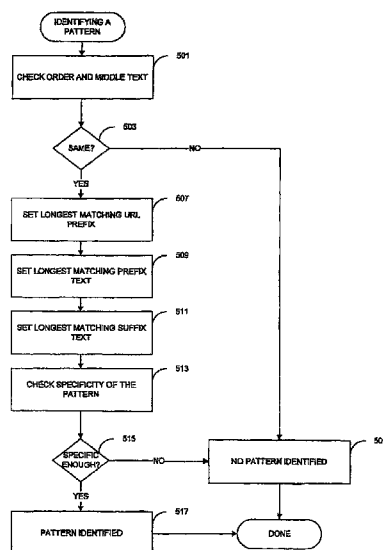 IDENTIFYING A
PATTERN
501
CHECK ORDER AND MIDDLE TEXT
503
SAME?
NO
YES
507
SET LONGEST MATCHING URL
PREFIX
509
SET LONGEST MATCHING PREFIX
TEXT
511
SET LONGEST MATCHING SUFFIX
TEXT
513
CHECK SPECIFICITY OF THE
PATTERN
515
SPECIFIC
ENOUGH?
NO
50
NO PATTERN IDENTIFIED
YES
517
PATTERN IDENTIFIED
DONE